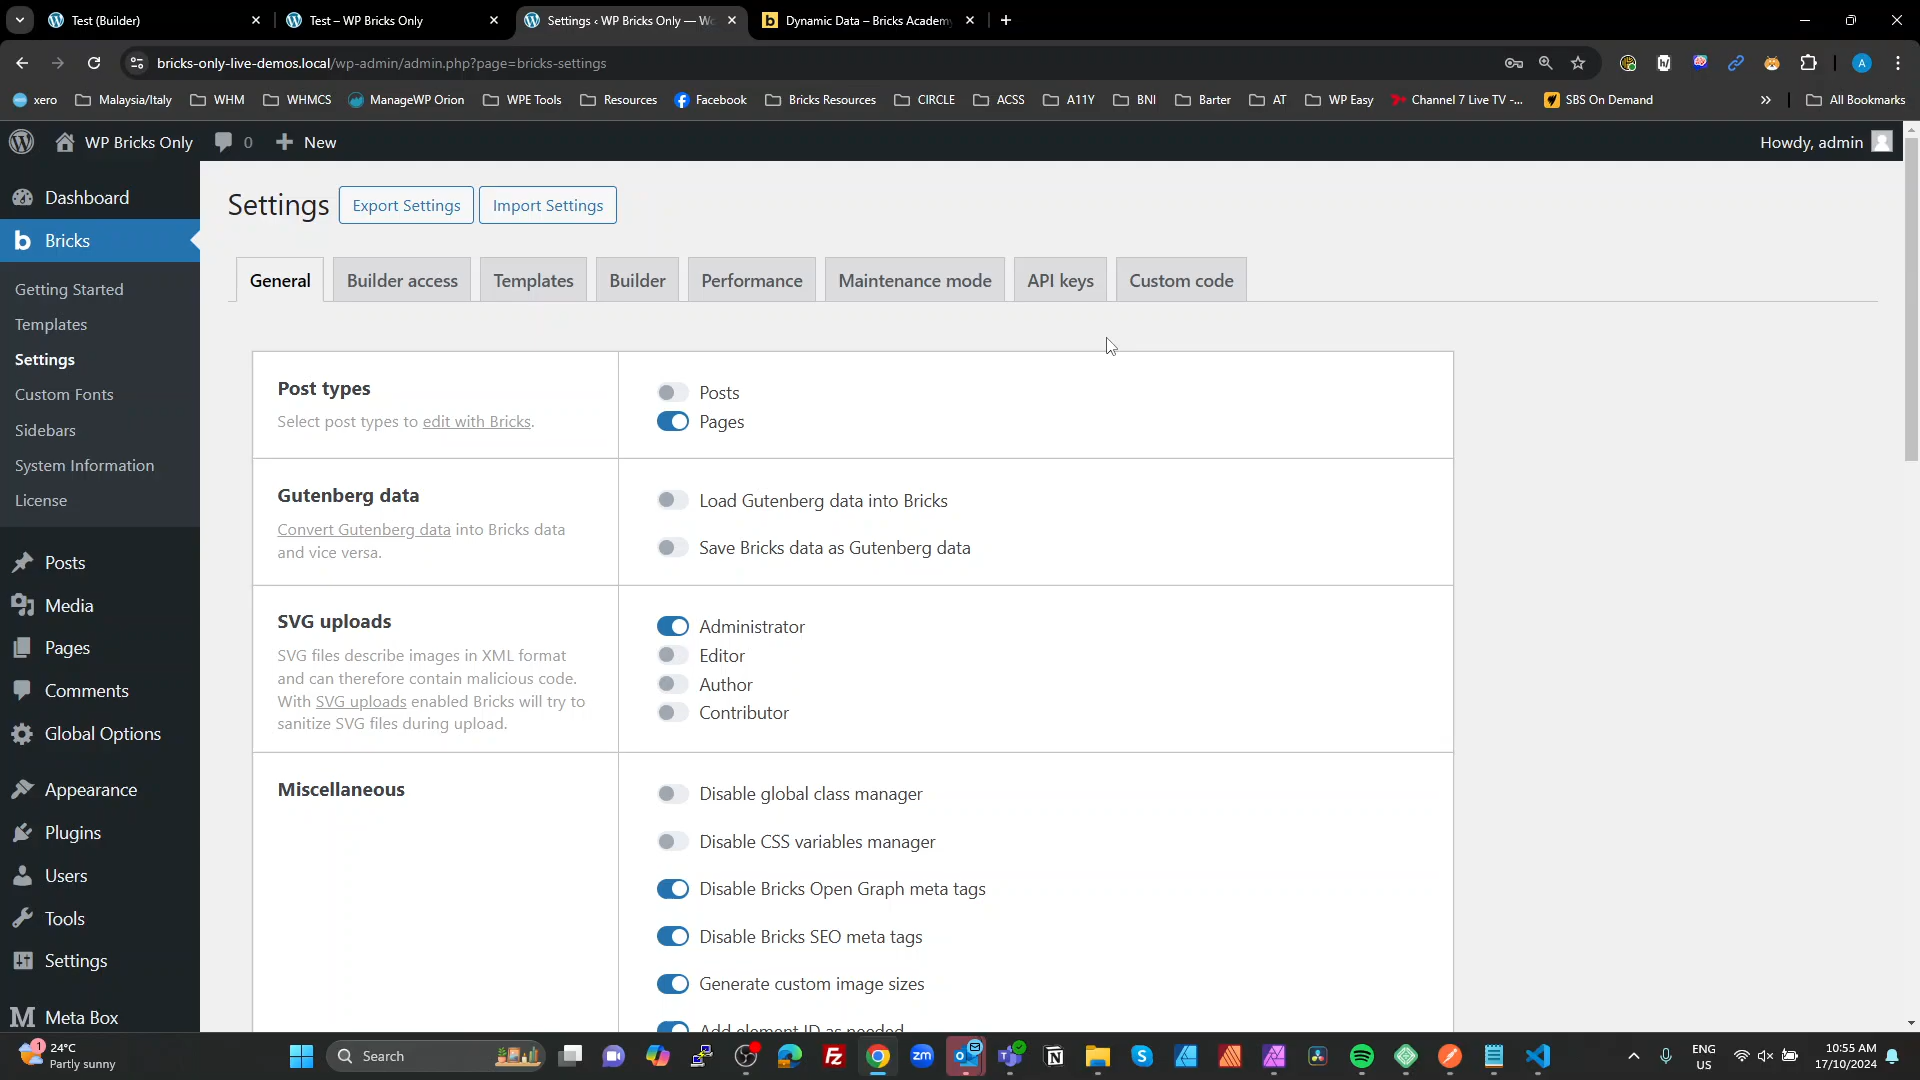 Test (Builder)
Test – WP Bricks Only
Settings ‹ WP Bricks Only — Wo
Dynamic Data – Bricks Academy
bricks-only-live-demos.local/wp-admin/admin.php?page=bricks-settings
A
xero
Malaysia/Italy
WHM
WHMCS
ManageWP Orion
WPE Tools
Resources
Facebook
Bricks Resources
CIRCLE
ACSS
A11Y
BNI
Barter
AT
WP Easy
Channel 7 Live TV -...
SBS On Demand
All Bookmarks
WP Bricks Only
0
New
Howdy, admin
Dashboard
Bricks
Getting Started
Templates
Settings
Custom Fonts
Sidebars
System Information
License
Posts
Media
Pages
Comments
Global Options
Appearance
Plugins
Users
Tools
Settings
Meta Box
Settings
Export Settings
Import Settings
General
Builder access
Templates
Builder
Performance
Maintenance mode
API keys
Custom code
Post types
Select post types to edit with Bricks.
Posts
Pages
Gutenberg data
Convert Gutenberg data into Bricks data
and vice versa.
Load Gutenberg data into Bricks
Save Bricks data as Gutenberg data
SVG uploads
SVG files describe images in XML format
and can therefore contain malicious code.
With SVG uploads enabled Bricks will try to
sanitize SVG files during upload.
Administrator
Editor
Author
Contributor
Miscellaneous
Disable global class manager
Disable CSS variables manager
Disable Bricks Open Graph meta tags
Disable Bricks SEO meta tags
Generate custom image sizes
Add element ID as needed
1
24°C
Partly sunny
Search
ENG
US
10:55 AM
17/10/2024